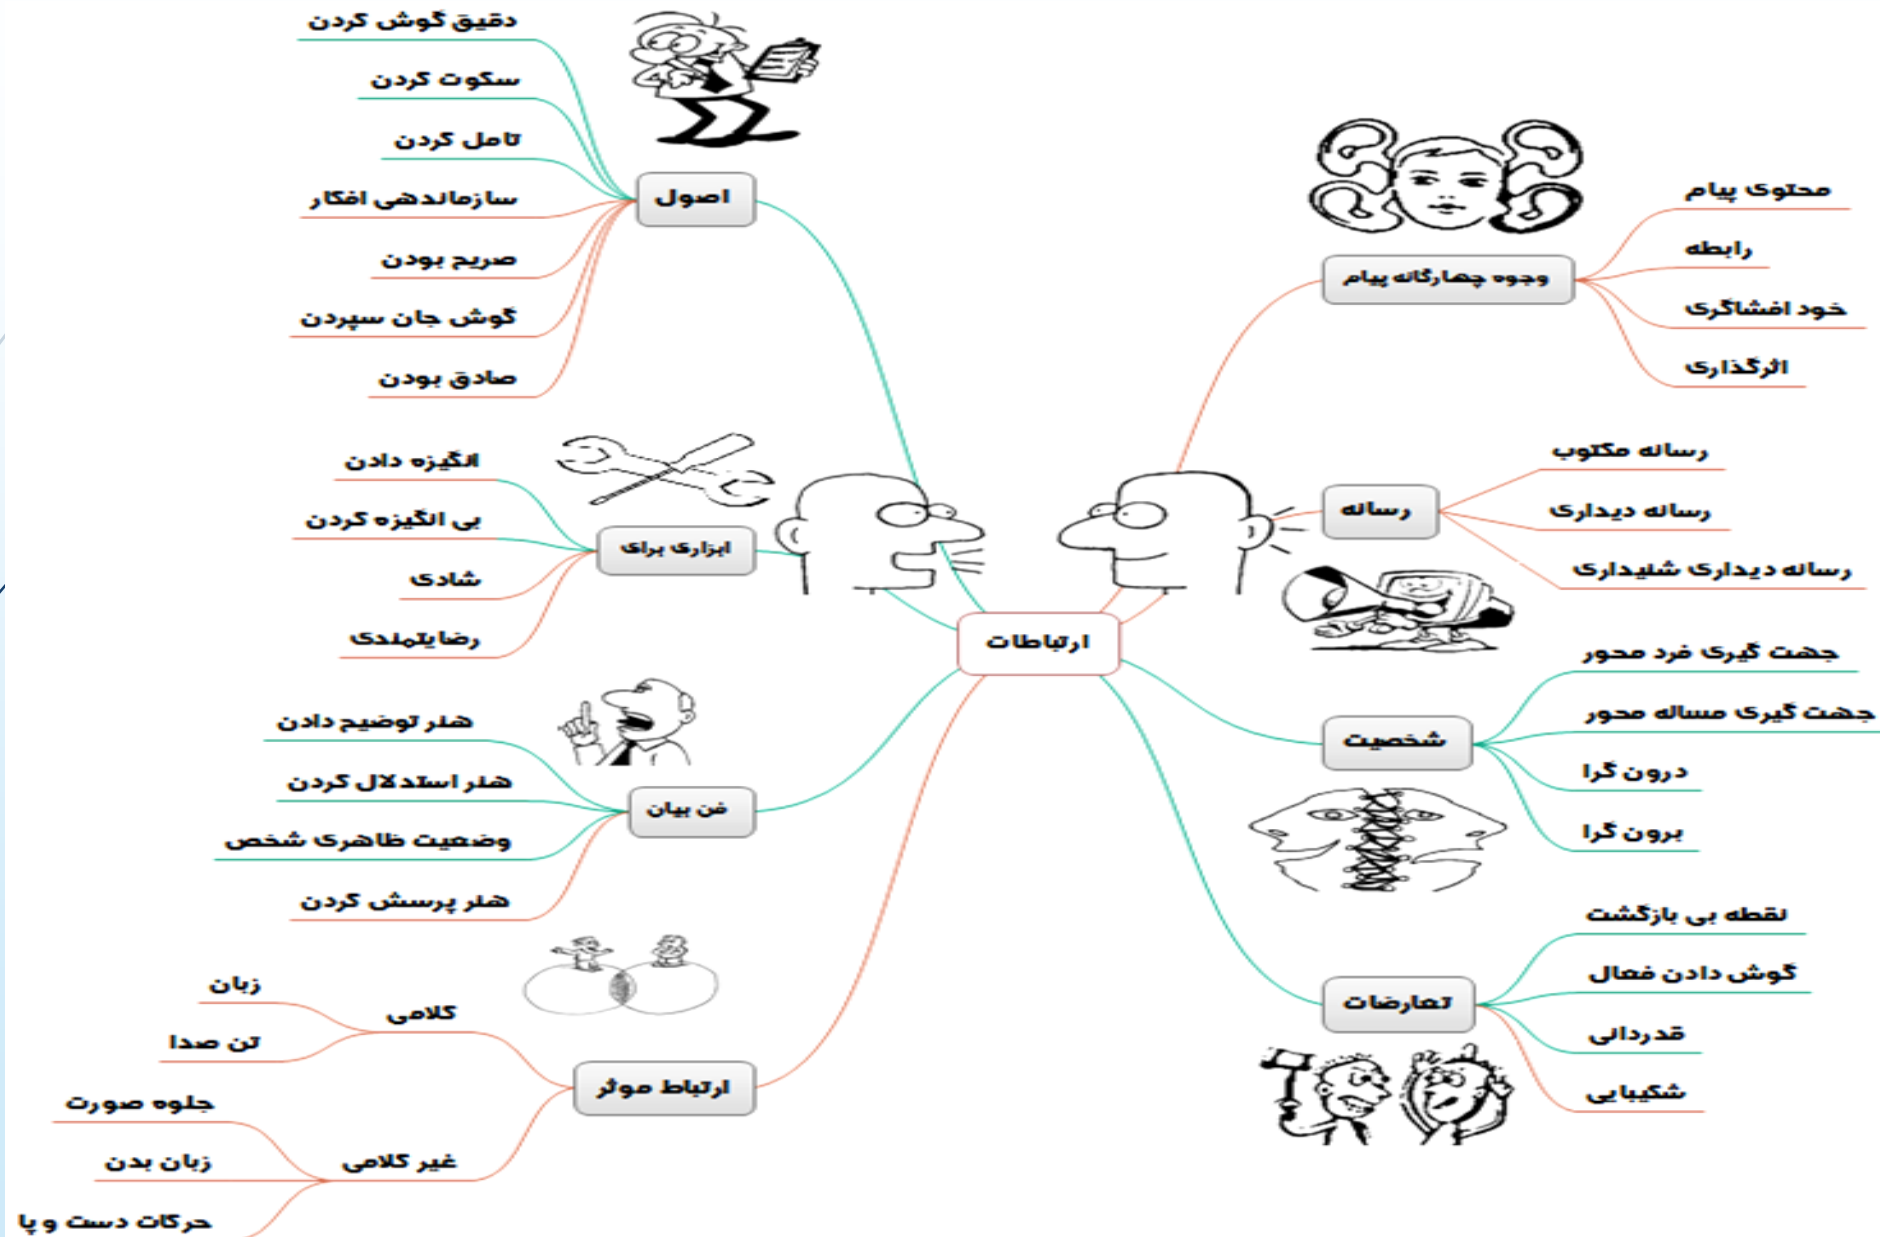 ارتباطات
وجوه چهارگانه پیام
محتوی پیام
رابطه
خود افشاگری
اثرگذاری
رسانه
رسانه مکتوب
رسانه دیداری
رسانه دیداری شنیداری
شخصیت
جهت گیری فرد محور
جهت گیری مساله محور
درون گرا
برون گرا
تعارضات
نقطه بی بازگشت
گوش دادن فعال
قدردانی
شکیبایی
اصول
دقیق گوش کردن
سکوت کردن
تامل کردن
سازماندهی افکار
صریح بودن
گوش جان سپردن
صادق بودن
ابزاری برای
انگیزه دادن
بی انگیزه کردن
شادی
رضایتمندی
فن بیان
هنر توضیح دادن
هنر استدلال کردن
وضعیت ظاهری شخص
هنر پرسش کردن
ارتباط موثر
کلامی
زبان
تن صدا
غیر کلامی
جلوه صورت
زبان بدن
حرکات دست و پا